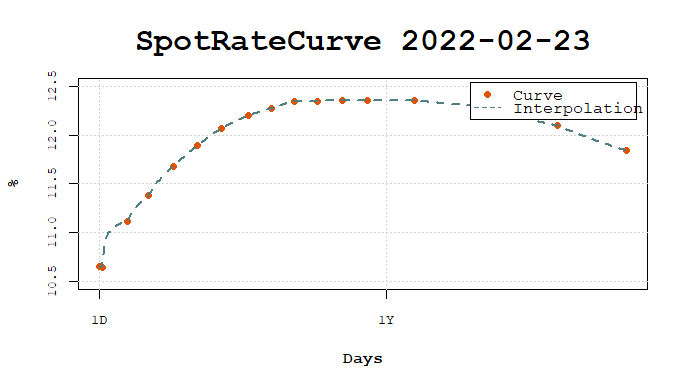 SpotRateCurve 2022-02-23
Curve
Interpolation
12.5
12.0
11.5
11.0
10.5
%
1D 1Y
Days